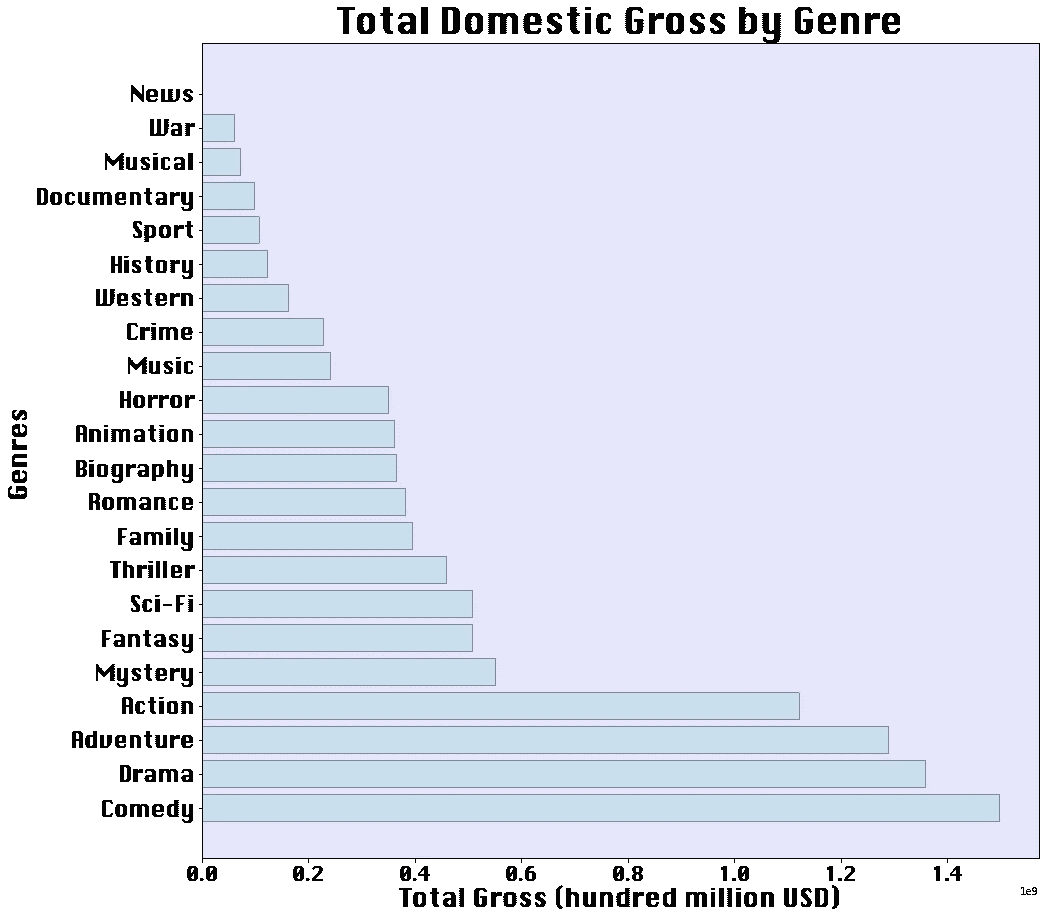 Total Domestic Gross by Genre
News
War
Musical
Documentary
Sport
History
Western
Crime
Music
Horror
Animation
Biography
Romance
Family
Thriller
Sci-Fi
Fantasy
Mystery
Action
Adventure
Drama
Comedy
Genres
0.0 0.2 0.4 0.6 0.8 1.0 1.2 1.4
1e9
Total Gross (hundred million USD)